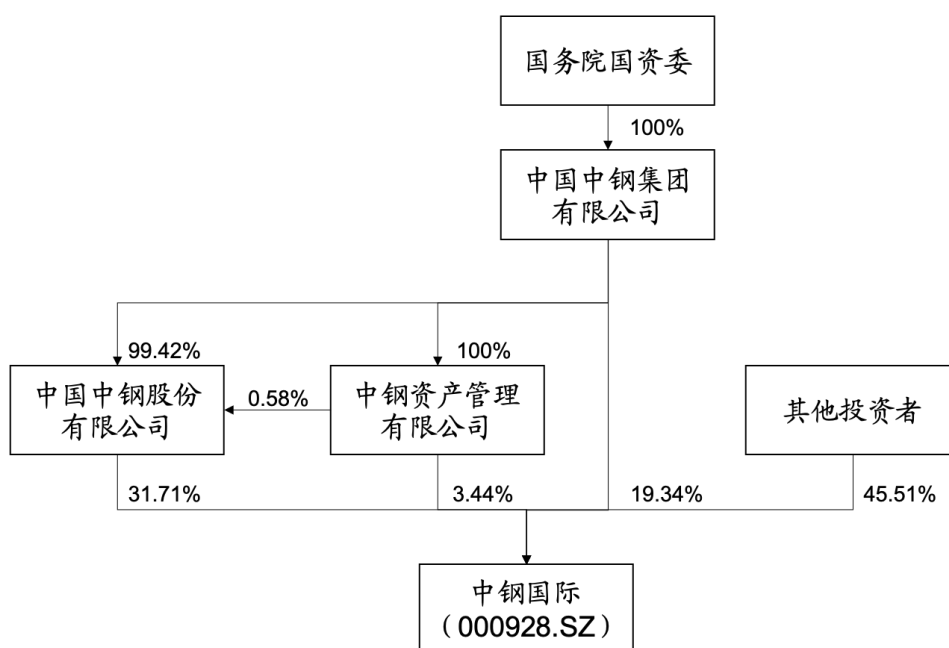 国务院国资委
100%
中国中钢集团
有限公司
99.42%
100%
中国中钢股份
有限公司
0.58%
中钢资产管理
有限公司
其他投资者
31.71%
3.44%
19.34%
45.51%
中钢国际
（000928.SZ）